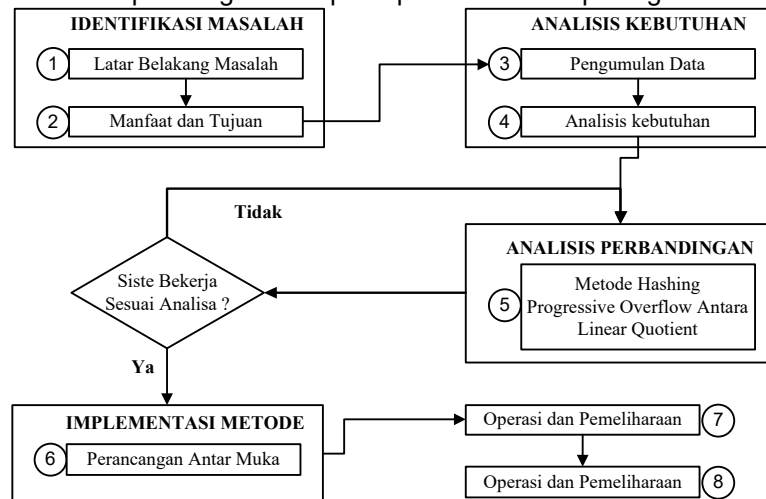 IDENTIFIKASI MASALAH
1
Latar Belakang Masalah
2
Manfaat dan Tujuan
ANALISIS KEBUTUHAN
3
Pengumulan Data
4
Analisis kebutuhan
Tidak
Siste Bekerja
Sesuai Analisa ?
Ya
ANALISIS PERBANDINGAN
5
Metode Hashing
Progressive Overflow Antara
Linear Quotient
IMPLEMENTASI METODE
6
Perancangan Antar Muka
Operasi dan Pemeliharaan
7
Operasi dan Pemeliharaan
8